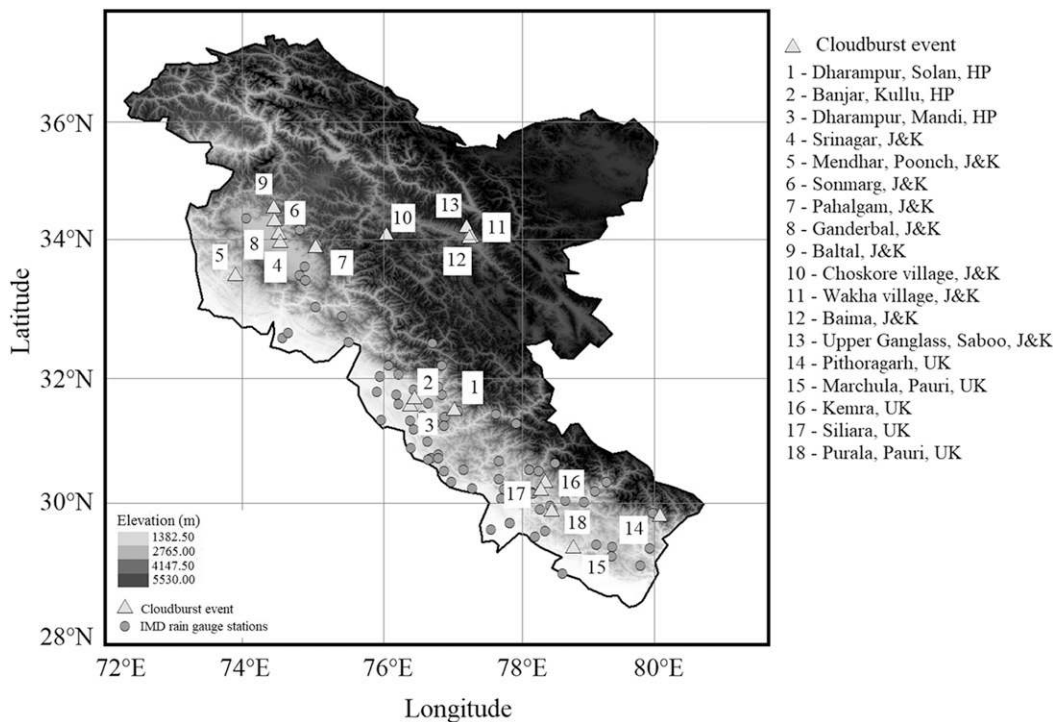 36°N
34°N
32°N
30°N
28°N
Latitude
72°E
74°E
76°E
78°E
80°E
Longitude
9
6
8
5
4
7
10
13
11
12
2
1
3
17
16
18
14
15
Elevation (m)
1382.50
2765.00
4147.50
5530.00
Cloudburst event
IMD rain gauge stations
Cloudburst event
1 - Dharampur, Solan, HP
2 - Banjar, Kullu, HP
3 - Dharampur, Mandi, HP
4 - Srinagar, J&K
5 - Mendhar, Poonch, J&K
6 - Sonmarg, J&K
7 - Pahalgam, J&K
8 - Ganderbal, J&K
9 - Baltal, J&K
10 - Choskore village, J&K
11 - Wakha village, J&K
12 - Baima, J&K
13 - Upper Ganglass, Saboo, J&K
14 - Pithoragarh, UK
15 - Marchula, Pauri, UK
16 - Kemra, UK
17 - Siliara, UK
18 - Purala, Pauri, UK